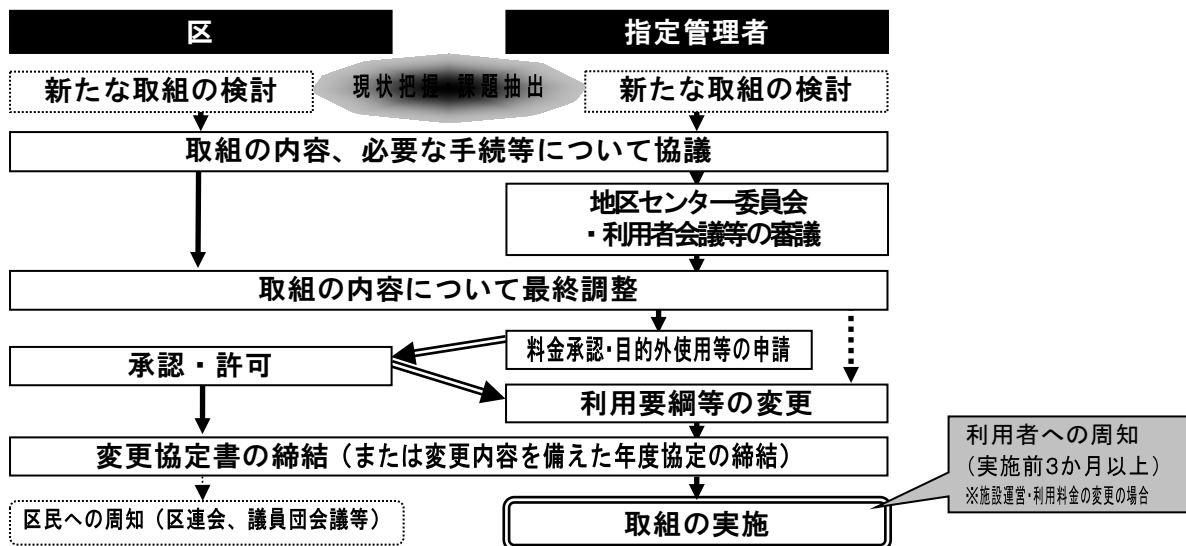 区
指定管理者
新たな取組の検討
現状把握・課題抽出
新たな取組の検討
取組の内容、必要な手続等について協議
地区センター委員会
・利用者会議等の審議
取組の内容について最終調整
料金承認・目的外使用等の申請
承認・許可
利用要綱等の変更
変更協定書の締結（または変更内容を備えた年度協定の締結）
利用者への周知
（実施前3か月以上）
※施設運営・利用料金の変更の場合
区民への周知（区連会、議員団会議等）
取組の実施